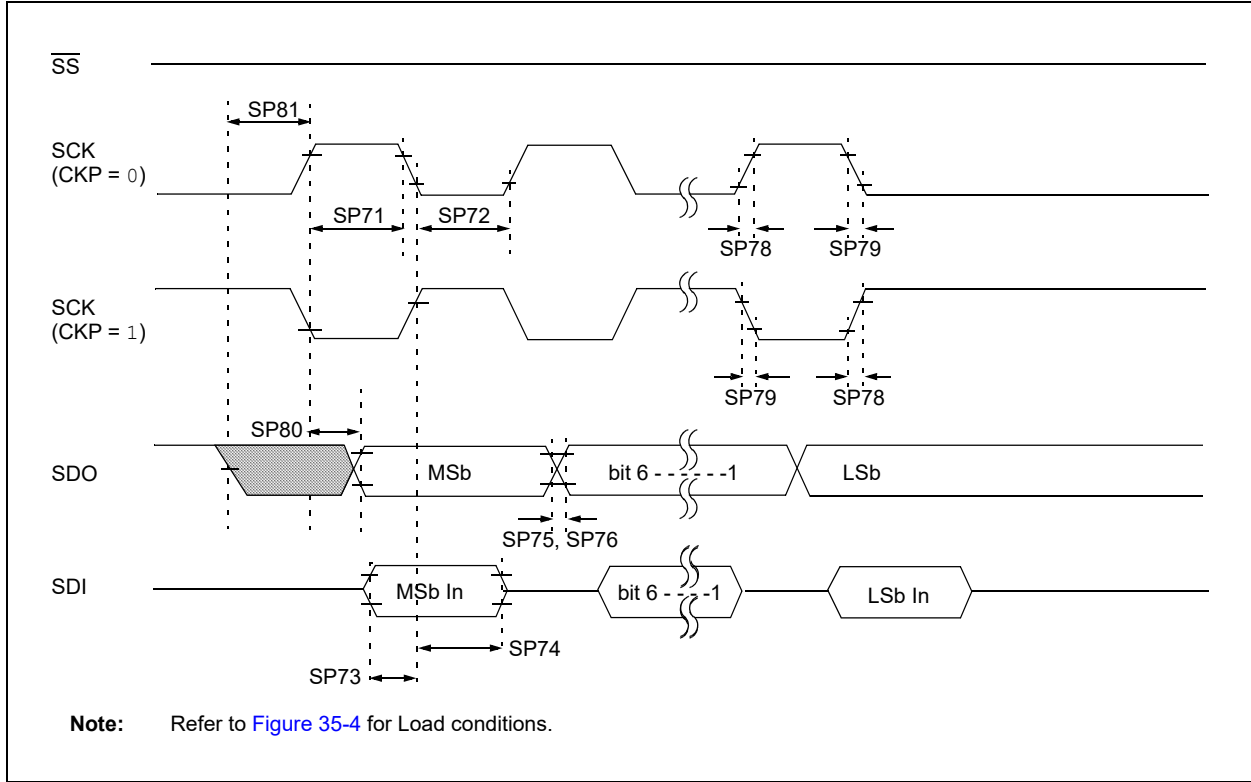 SS
SP81
SCK
(CKP = 0)
SP71
SP72
SP78
SP79
SCK
(CKP = 1)
SP79
SP78
SP80
SDO
MSb
bit 6 - - - - - - -1
LSb
SP75, SP76
SDI
MSb In
bit 6 - - - - -1
LSb In
SP74
SP73
Note: Refer to Figure 35-4 for Load conditions.